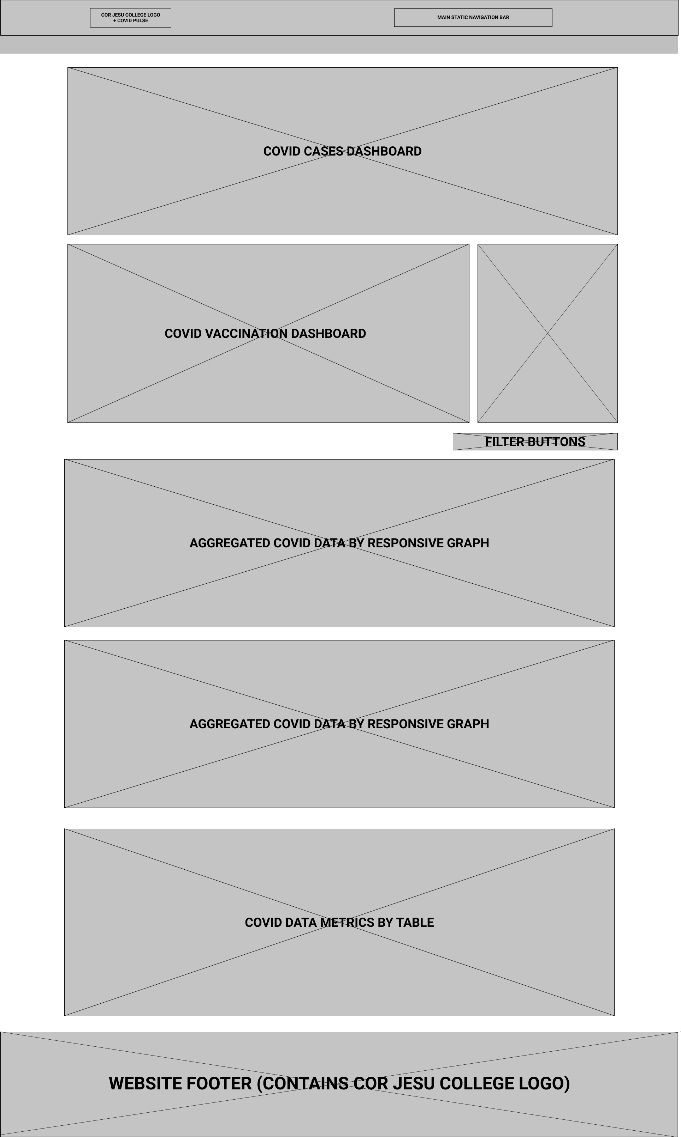 COR JESU COLLEGE LOGO
+ COVID PULSE
MAIN STATIC NAVIGATION BAR
COVID CASES DASHBOARD
COVID VACCINATION DASHBOARD
FILTER BUTTONS
AGGREGATED COVID DATA BY RESPONSIVE GRAPH
AGGREGATED COVID DATA BY RESPONSIVE GRAPH
COVID DATA METRICS BY TABLE
WEBSITE FOOTER (CONTAINS COR JESU COLLEGE LOGO)